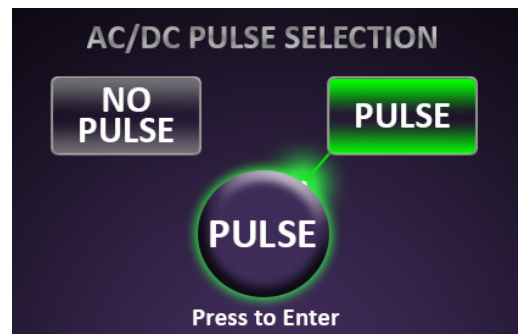 AC/DC PULSE SELECTION
NO
PULSE
PULSE
PULSE
Press to Enter